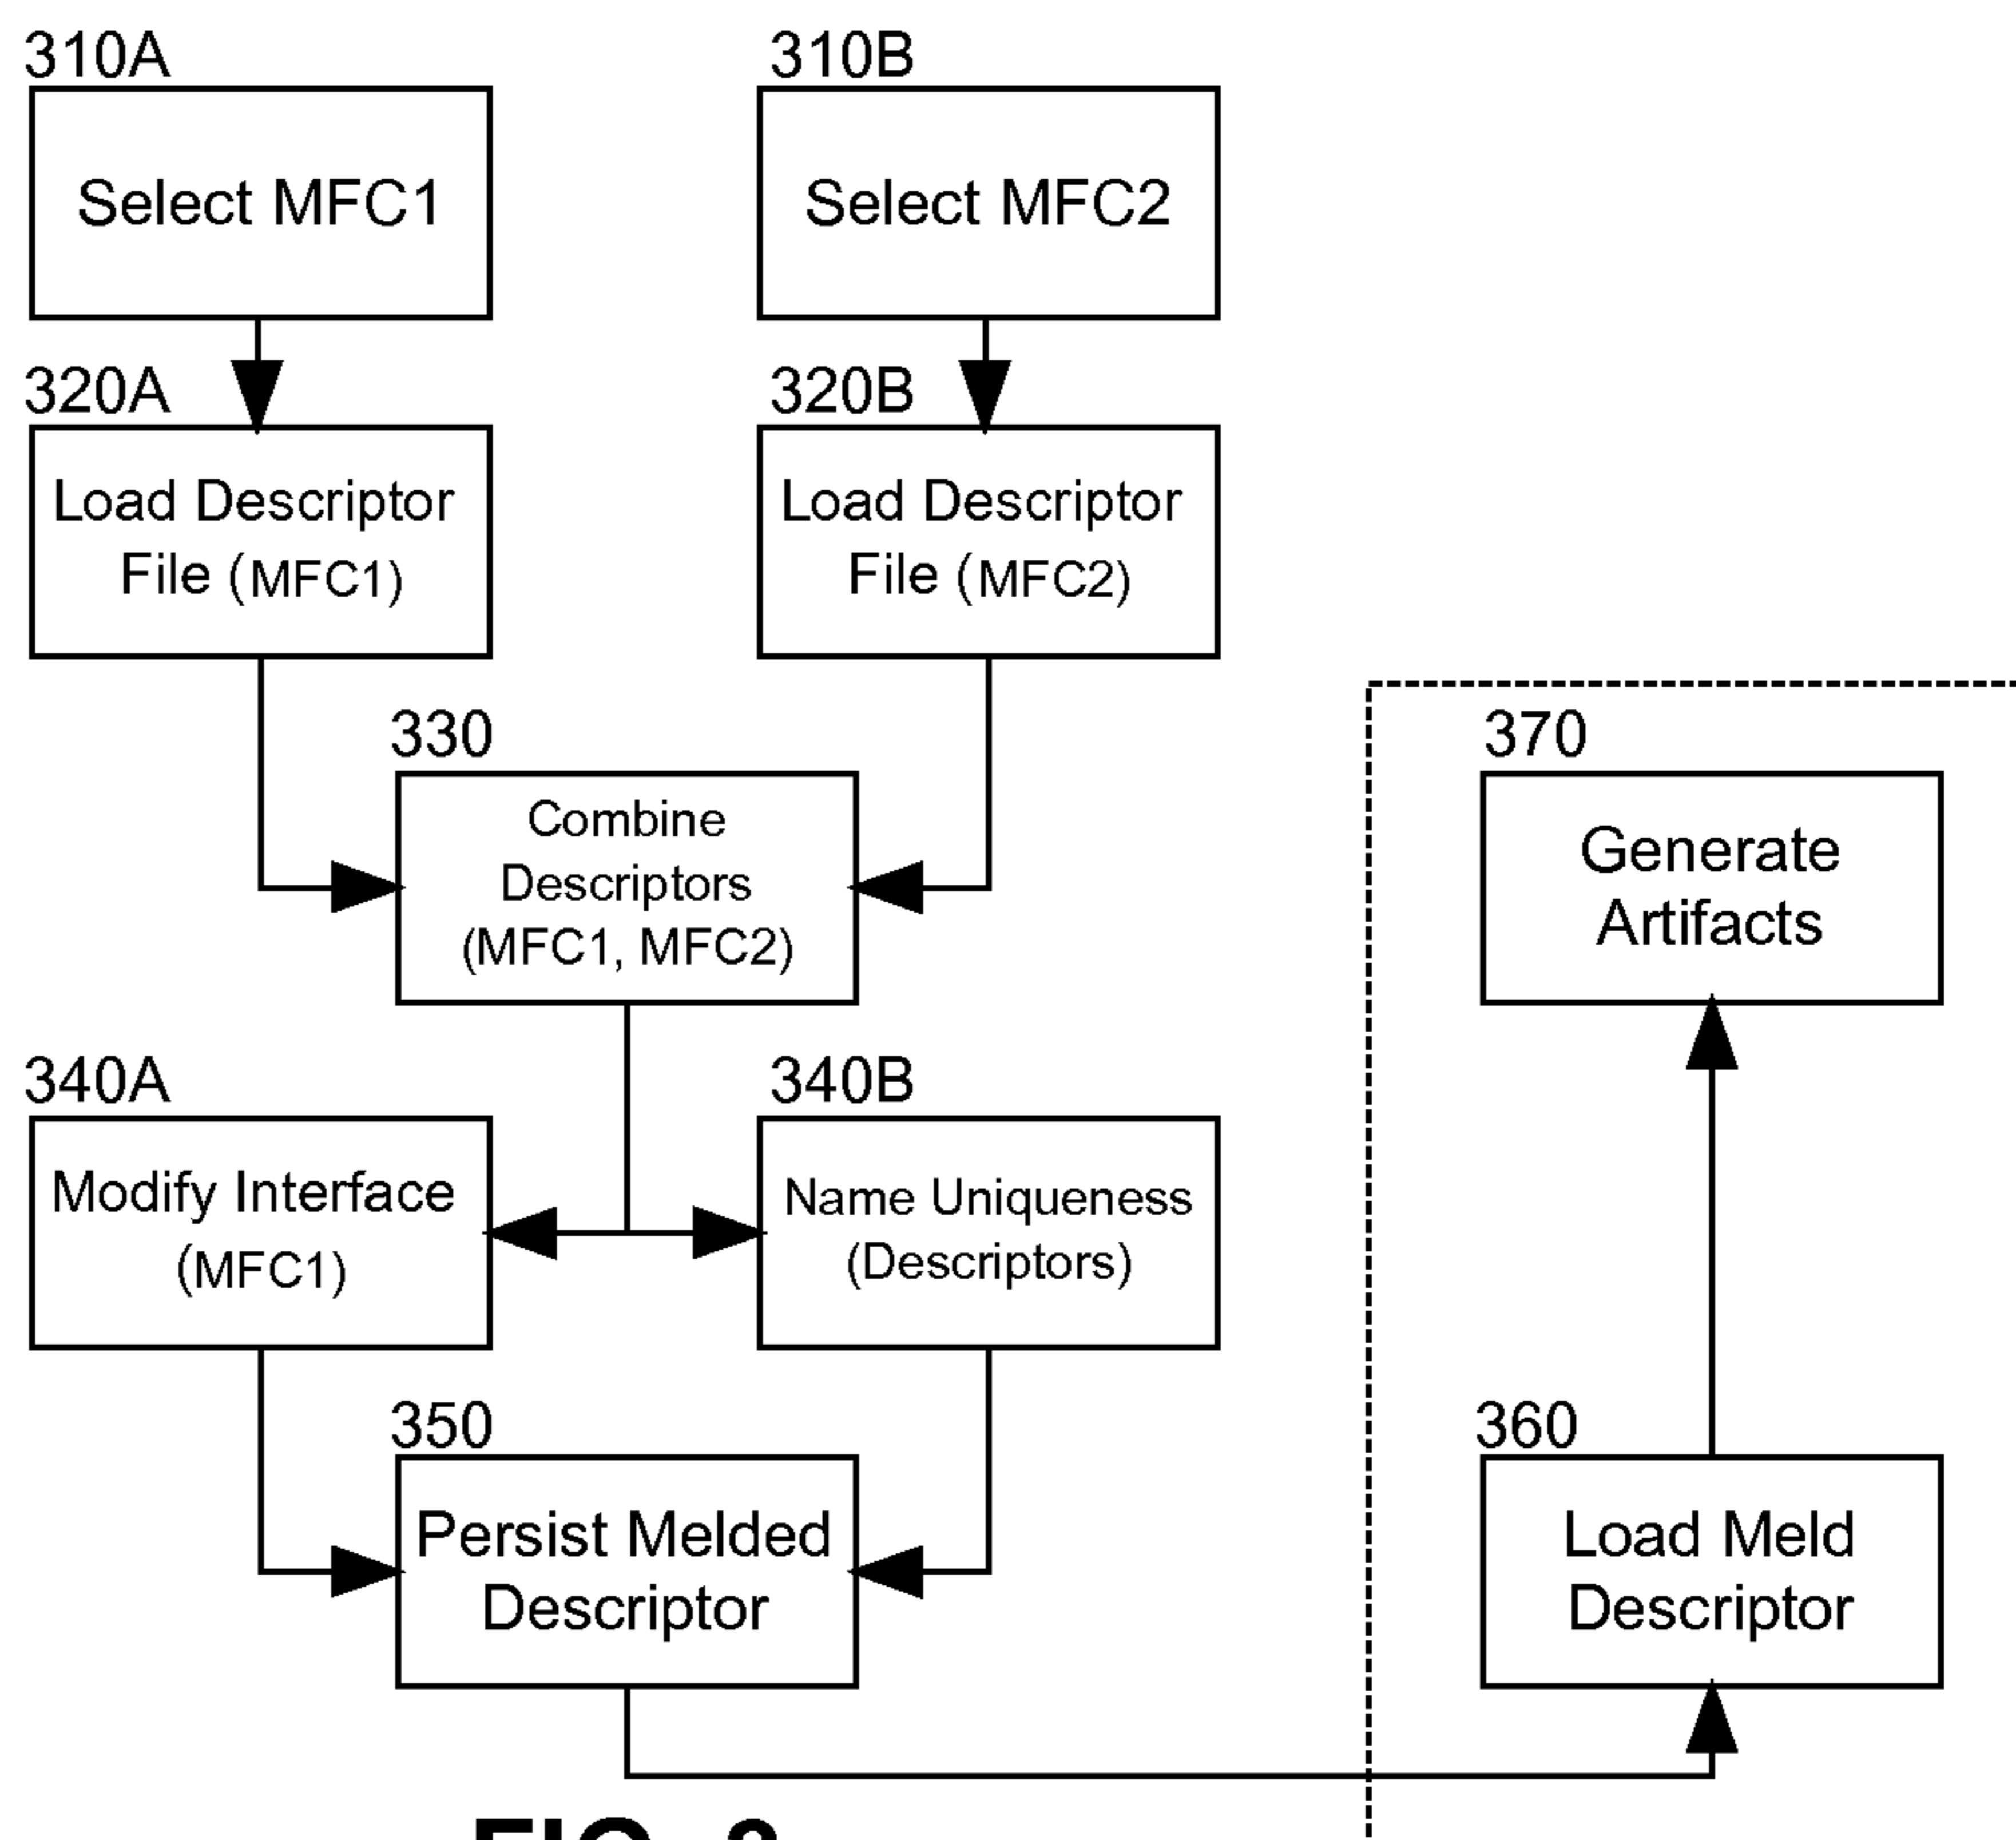 310A
Select MFC1
310B
Select MFC2
320A
Load Descriptor
File (MFC1)
320B
Load Descriptor
File (MFC2)
330
Combine
Descriptors
(MFC1, MFC2)
340A
Modify Interface
(MFC1)
340B
Name Uniqueness
(Descriptors)
350
Persist Melded
Descriptor
360
Load Meld
Descriptor
370
Generate
Artifacts